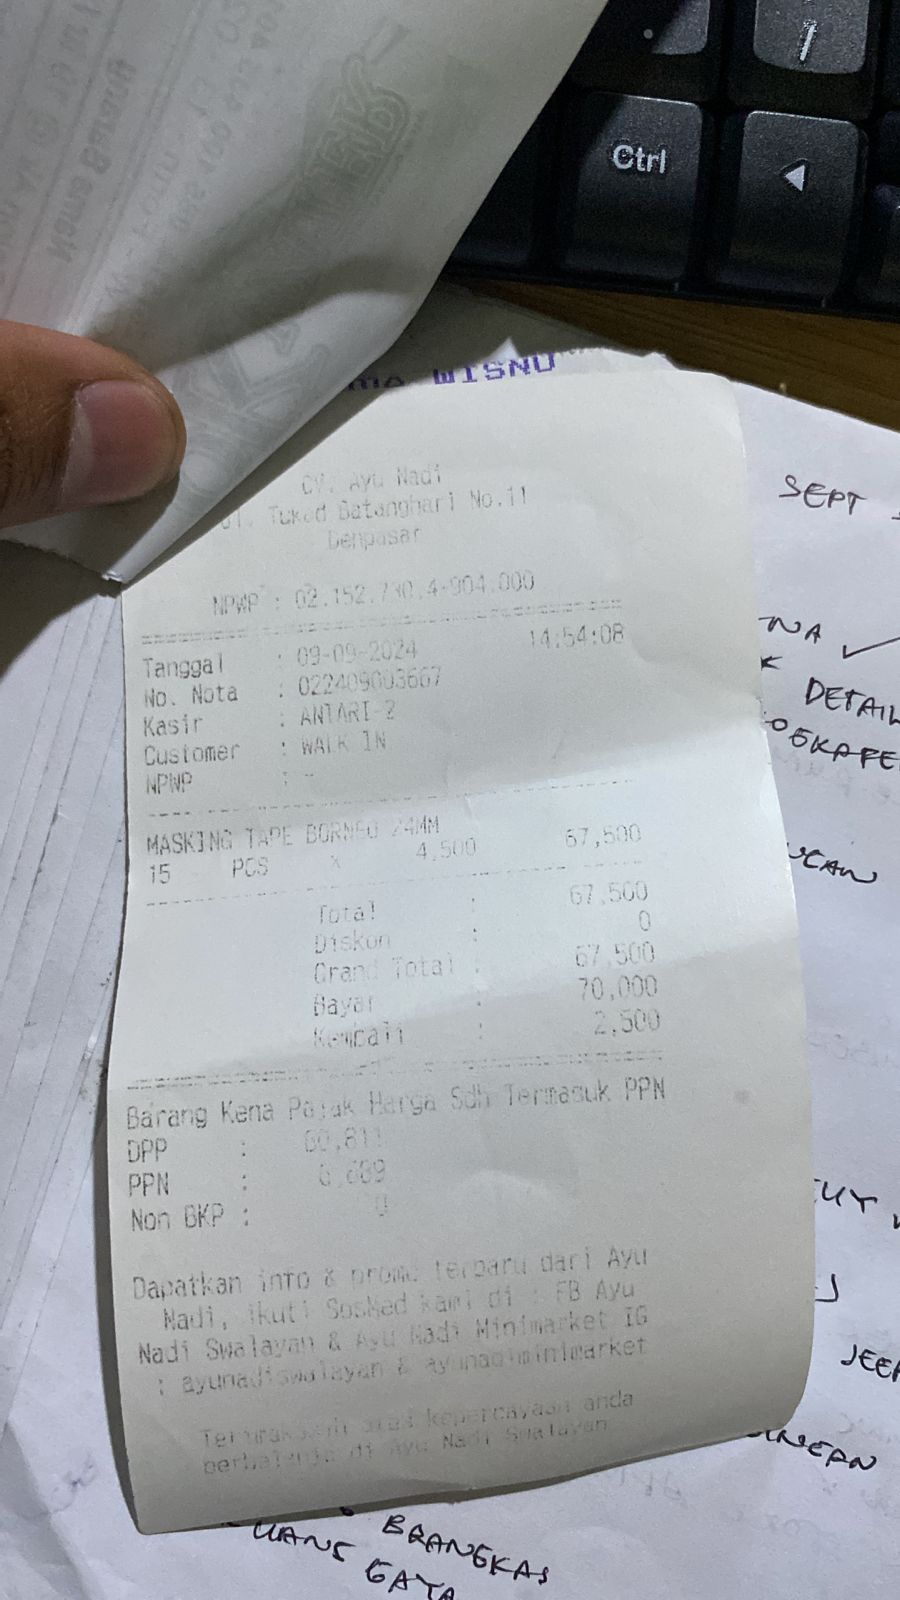 Ctrl
WISNU
CV. Ayu Nadi
Jl. Tukad Batanghari No.11
Denpasar
NPWP : 02.152.730.4-904.000
Tanggal : 09-09-2024 14:54:08
No. Nota : 022409003667
Kasir : ANTARI-2
Customer : WALK IN
NPWP : -
MASKING TAPE BORNEO 24MM
15 PCS X 4,500 67,500
Total : 67,500
Diskon : 0
Grand Total : 67,500
Bayar : 70,000
Kembali : 2,500
Barang Kena Pajak Harga Sdh Termasuk PPN
DPP : 60,811
PPN : 6,689
Non BKP : 0
Dapatkan info & promo terbaru dari Ayu
Nadi, ikuti SosMed kami di : FB Ayu
Nadi Swalayan & Ayu Nadi Minimarket IG
: ayunadiswalayan & ayunadiminimarket
Terimakasih atas kepercayaan anda
berbelanja di Ayu Nadi Swalayan
SEPT
DETAIL
JEEP
BRANGKAS
GAYA